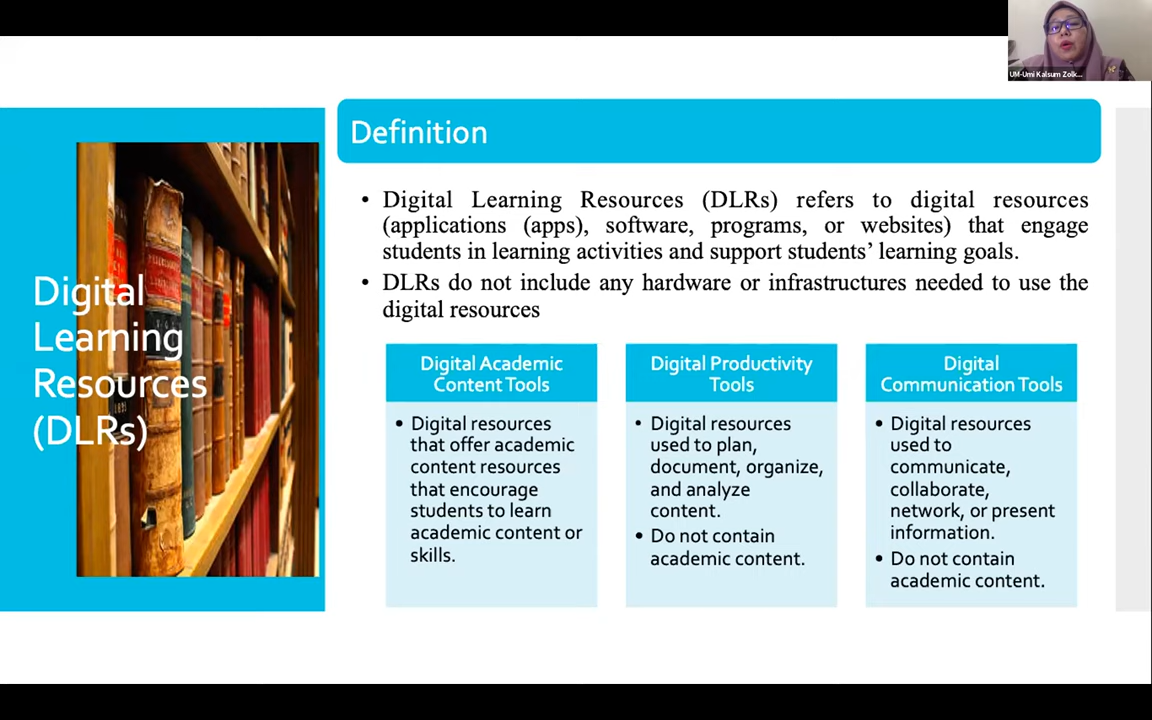 UM-Umi Kalsum Zolk...
Definition
Digital
Learning
Resources
(DLRs)
• Digital Learning Resources (DLRs) refers to digital resources
(applications (apps), software, programs, or websites) that engage
students in learning activities and support students’ learning goals.
• DLRs do not include any hardware or infrastructures needed to use the
digital resources
Digital Academic
Content Tools
• Digital resources
that offer academic
content resources
that encourage
students to learn
academic content or
skills.
Digital Productivity
Tools
• Digital resources
used to plan,
document, organize,
and analyze
content.
• Do not contain
academic content.
Digital
Communication Tools
• Digital resources
used to
communicate,
collaborate,
network, or present
information.
• Do not contain
academic content.